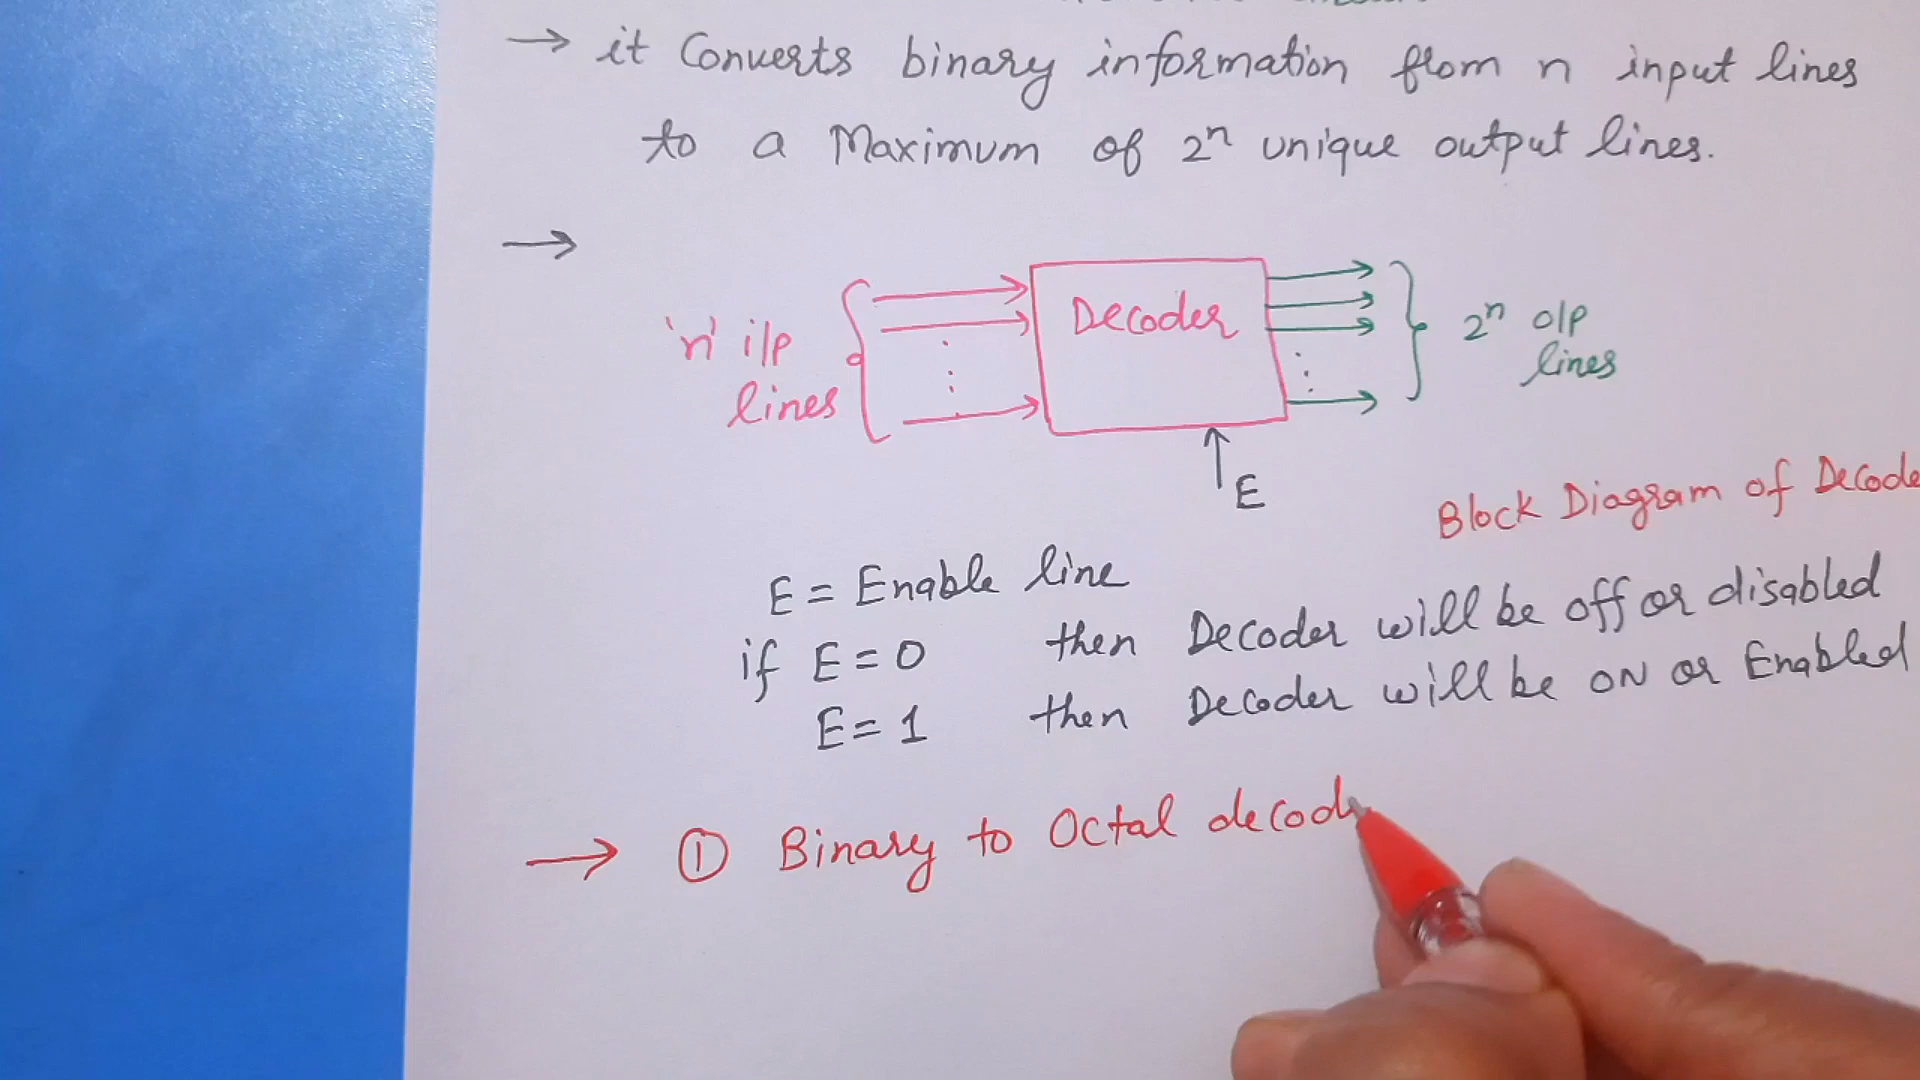 → it Converts binary information from n input lines
to a Maximum of 2ⁿ unique output lines.
→
'n' i/p
lines
Decoder
2ⁿ o/p
lines
E
Block Diagram of Decode
E = Enable line
if E = 0 then Decoder will be off or disabled
E = 1 then Decoder will be ON or Enabled
→ ① Binary to Octal decod